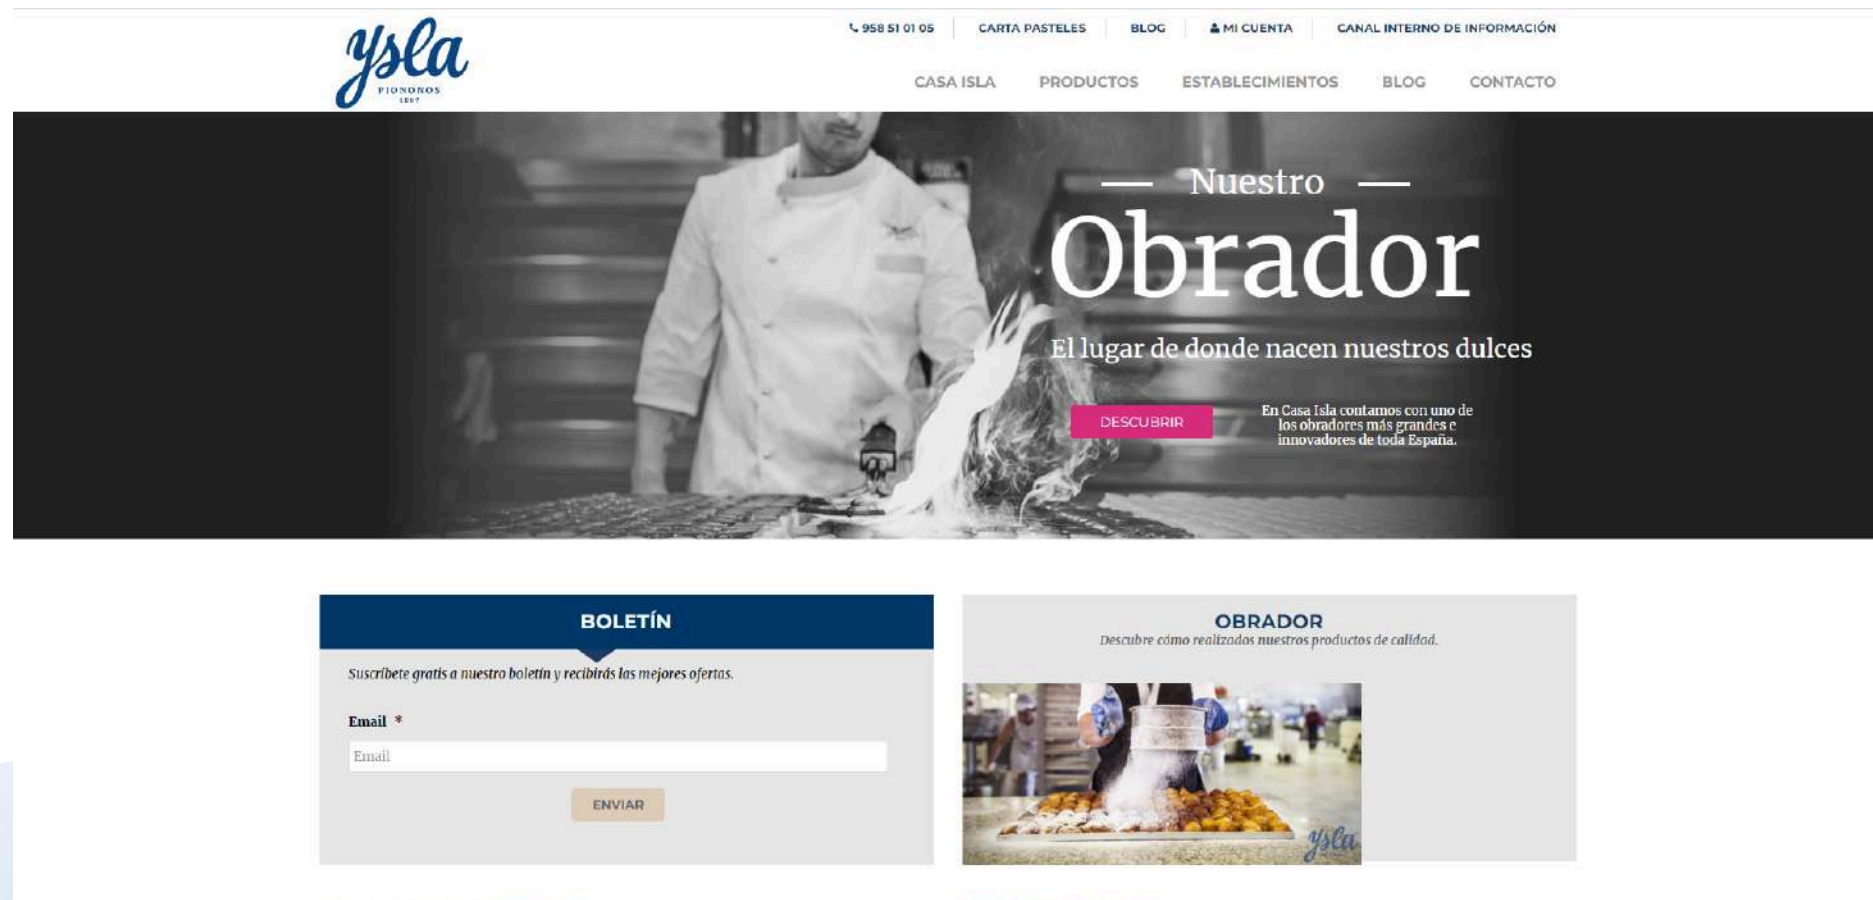 ysla
PIONONOS
1897
958 51 01 05
CARTA PASTELES
BLOG
MI CUENTA
CANAL INTERNO DE INFORMACIÓN
CASA ISLA
PRODUCTOS
ESTABLECIMIENTOS
BLOG
CONTACTO
Nuestro
Obrador
El lugar de donde nacen nuestros dulces
DESCUBRIR
En Casa Isla contamos con uno de
los obradores más grandes e
innovadores de toda España.
BOLETÍN
Suscríbete gratis a nuestro boletín y recibirás las mejores ofertas.
Email *
Email
ENVIAR
OBRADOR
Descubre cómo realizados nuestros productos de calidad.
ysla